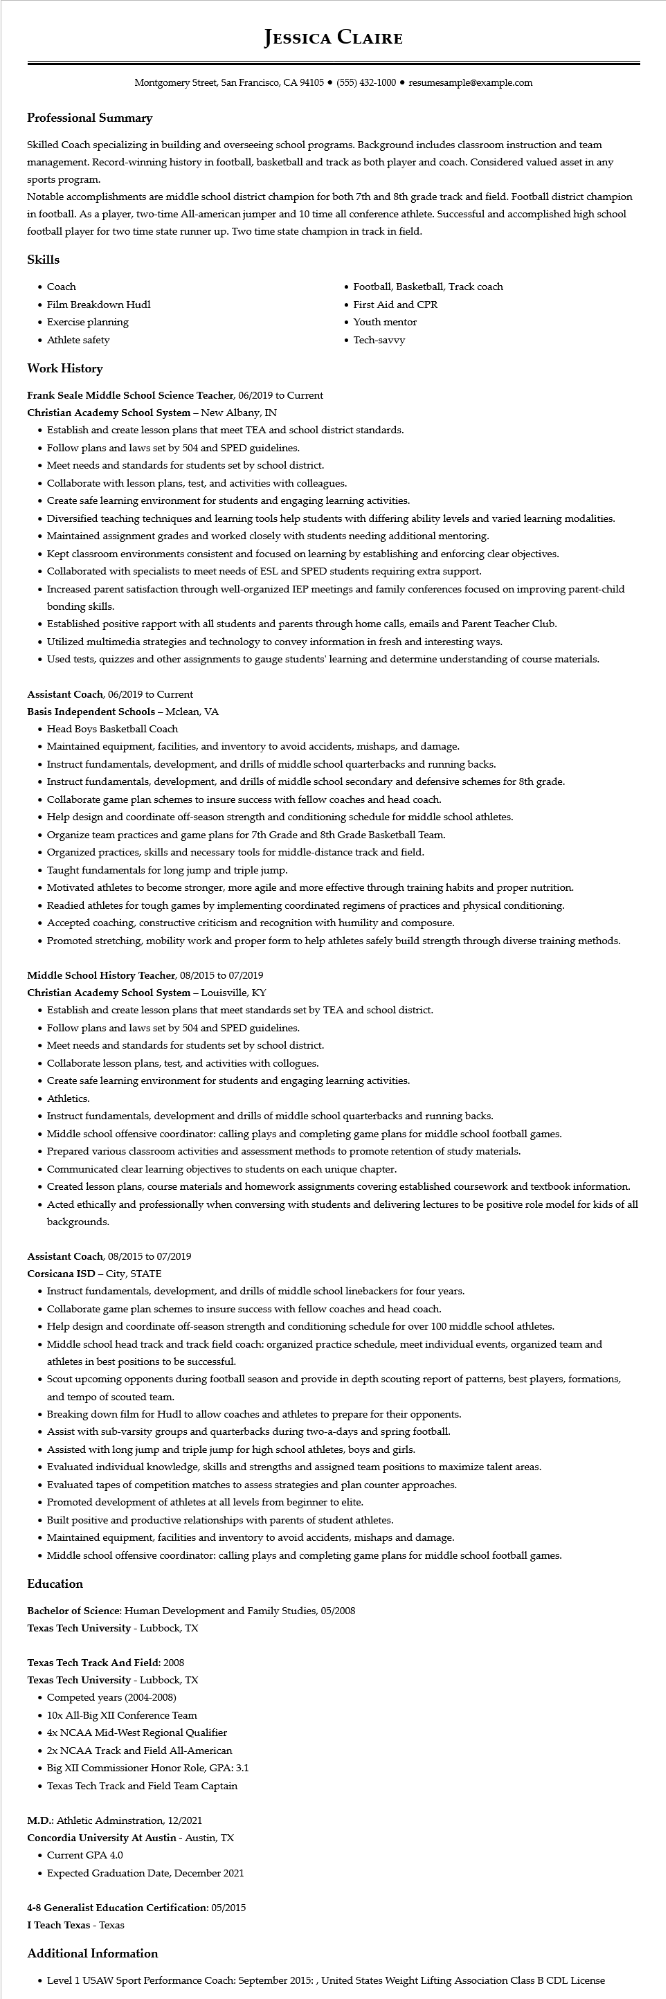 Jessica Claire
Montgomery Street, San Francisco, CA 94105 • (555) 432-1000 • resumesample@example.com
Professional Summary
Skilled Coach specializing in building and overseeing school programs. Background includes classroom instruction and team
management. Record-winning history in football, basketball and track as both player and coach. Considered valued asset in any
sports program.
Notable accomplishments are middle school district champion for both 7th and 8th grade track and field. Football district champion
in football. As a player, two-time All-american jumper and 10 time all conference athlete. Successful and accomplished high school
football player for two time state runner up. Two time state champion in track in field.
Skills
• Coach
• Film Breakdown Hudl
• Exercise planning
• Athlete safety
• Football, Basketball, Track coach
• First Aid and CPR
• Youth mentor
• Tech-savvy
Work History
Frank Seale Middle School Science Teacher, 06/2019 to Current
Christian Academy School System – New Albany, IN
• Establish and create lesson plans that meet TEA and school district standards.
• Follow plans and laws set by 504 and SPED guidelines.
• Meet needs and standards for students set by school district.
• Collaborate with lesson plans, test, and activities with colleagues.
• Create safe learning environment for students and engaging learning activities.
• Diversified teaching techniques and learning tools help students with differing ability levels and varied learning modalities.
• Maintained assignment grades and worked closely with students needing additional mentoring.
• Kept classroom environments consistent and focused on learning by establishing and enforcing clear objectives.
• Collaborated with specialists to meet needs of ESL and SPED students requiring extra support.
• Increased parent satisfaction through well-organized IEP meetings and family conferences focused on improving parent-child
bonding skills.
• Established positive rapport with all students and parents through home calls, emails and Parent Teacher Club.
• Utilized multimedia strategies and technology to convey information in fresh and interesting ways.
• Used tests, quizzes and other assignments to gauge students' learning and determine understanding of course materials.
Assistant Coach, 06/2019 to Current
Basis Independent Schools – Mclean, VA
• Head Boys Basketball Coach
• Maintained equipment, facilities, and inventory to avoid accidents, mishaps, and damage.
• Instruct fundamentals, development, and drills of middle school quarterbacks and running backs.
• Instruct fundamentals, development, and drills of middle school secondary and defensive schemes for 8th grade.
• Collaborate game plan schemes to insure success with fellow coaches and head coach.
• Help design and coordinate off-season strength and conditioning schedule for middle school athletes.
• Organize team practices and game plans for 7th Grade and 8th Grade Basketball Team.
• Organized practices, skills and necessary tools for middle-distance track and field.
• Taught fundamentals for long jump and triple jump.
• Motivated athletes to become stronger, more agile and more effective through training habits and proper nutrition.
• Readied athletes for tough games by implementing coordinated regimens of practices and physical conditioning.
• Accepted coaching, constructive criticism and recognition with humility and composure.
• Promoted stretching, mobility work and proper form to help athletes safely build strength through diverse training methods.
Middle School History Teacher, 08/2015 to 07/2019
Christian Academy School System – Louisville, KY
• Establish and create lesson plans that meet standards set by TEA and school district.
• Follow plans and laws set by 504 and SPED guidelines.
• Meet needs and standards for students set by school district.
• Collaborate lesson plans, test, and activities with collogues.
• Create safe learning environment for students and engaging learning activities.
• Athletics.
• Instruct fundamentals, development and drills of middle school quarterbacks and running backs.
• Middle school offensive coordinator: calling plays and completing game plans for middle school football games.
• Prepared various classroom activities and assessment methods to promote retention of study materials.
• Communicated clear learning objectives to students on each unique chapter.
• Created lesson plans, course materials and homework assignments covering established coursework and textbook information.
• Acted ethically and professionally when conversing with students and delivering lectures to be positive role model for kids of all
backgrounds.
Assistant Coach, 08/2015 to 07/2019
Corsicana ISD – City, STATE
• Instruct fundamentals, development, and drills of middle school linebackers for four years.
• Collaborate game plan schemes to insure success with fellow coaches and head coach.
• Help design and coordinate off-season strength and conditioning schedule for over 100 middle school athletes.
• Middle school head track and track field coach: organized practice schedule, meet individual events, organized team and
athletes in best positions to be successful.
• Scout upcoming opponents during football season and provide in depth scouting report of patterns, best players, formations,
and tempo of scouted team.
• Breaking down film for Hudl to allow coaches and athletes to prepare for their opponents.
• Assist with sub-varsity groups and quarterbacks during two-a-days and spring football.
• Assisted with long jump and triple jump for high school athletes, boys and girls.
• Evaluated individual knowledge, skills and strengths and assigned team positions to maximize talent areas.
• Evaluated tapes of competition matches to assess strategies and plan counter approaches.
• Promoted development of athletes at all levels from beginner to elite.
• Built positive and productive relationships with parents of student athletes.
• Maintained equipment, facilities and inventory to avoid accidents, mishaps and damage.
• Middle school offensive coordinator: calling plays and completing game plans for middle school football games.
Education
Bachelor of Science: Human Development and Family Studies, 05/2008
Texas Tech University - Lubbock, TX
Texas Tech Track And Field: 2008
Texas Tech University - Lubbock, TX
• Competed years (2004-2008)
• 10x All-Big XII Conference Team
• 4x NCAA Mid-West Regional Qualifier
• 2x NCAA Track and Field All-American
• Big XII Commissioner Honor Role, GPA: 3.1
• Texas Tech Track and Field Team Captain
M.D.: Athletic Adminstration, 12/2021
Concordia University At Austin - Austin, TX
• Current GPA 4.0
• Expected Graduation Date, December 2021
4-8 Generalist Education Certification: 05/2015
I Teach Texas - Texas
Additional Information
• Level 1 USAW Sport Performance Coach: September 2015: , United States Weight Lifting Association Class B CDL License